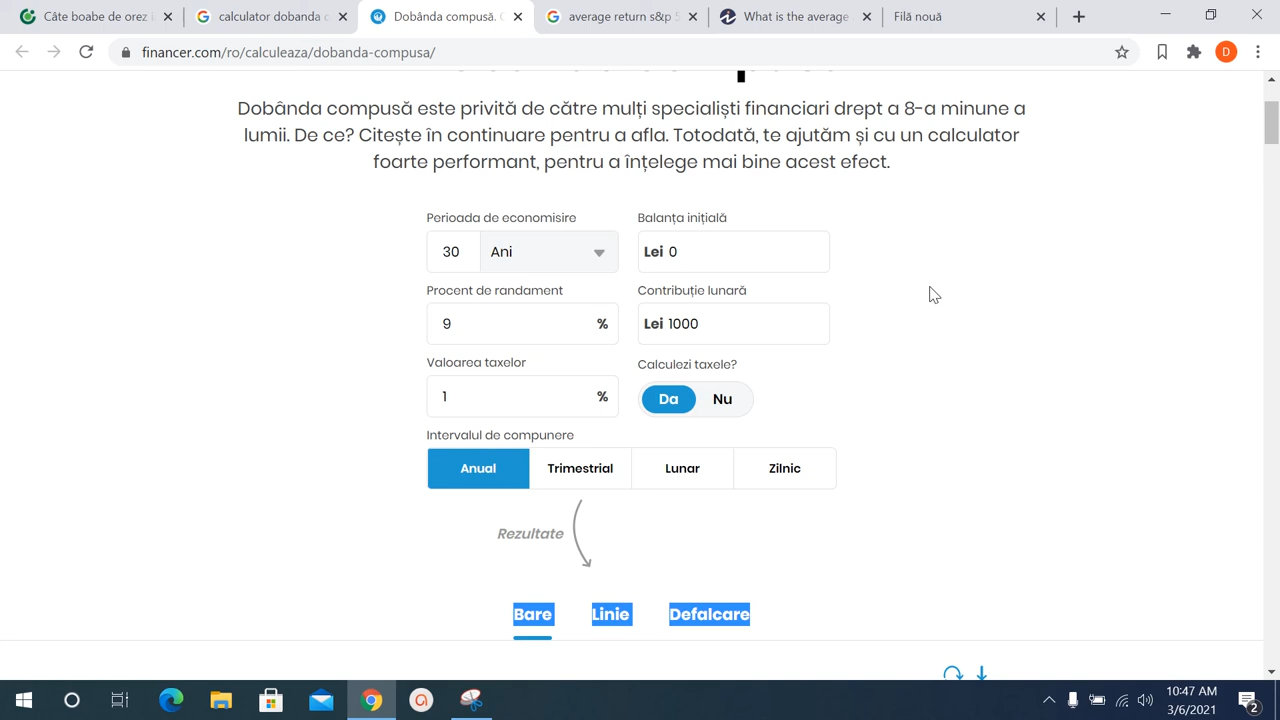 Câte boabe de orez î
calculator dobanda c
Dobânda compusă. C
average return s&p 5
What is the average
Filă nouă
financer.com/ro/calculeaza/dobanda-compusa/
D
Dobânda compusă este privită de către mulți specialiști financiari drept a 8-a minune a
lumii. De ce? Citește în continuare pentru a afla. Totodată, te ajutăm și cu un calculator
foarte performant, pentru a înțelege mai bine acest efect.
Perioada de economisire
Balanța inițială
30
Ani
Lei 0
Procent de randament
Contribuție lunară
9
%
Lei 1000
Valoarea taxelor
Calculezi taxele?
1
%
Da
Nu
Intervalul de compunere
Anual
Trimestrial
Lunar
Zilnic
Rezultate
Bare
Linie
Defalcare
10:47 AM
3/6/2021
2